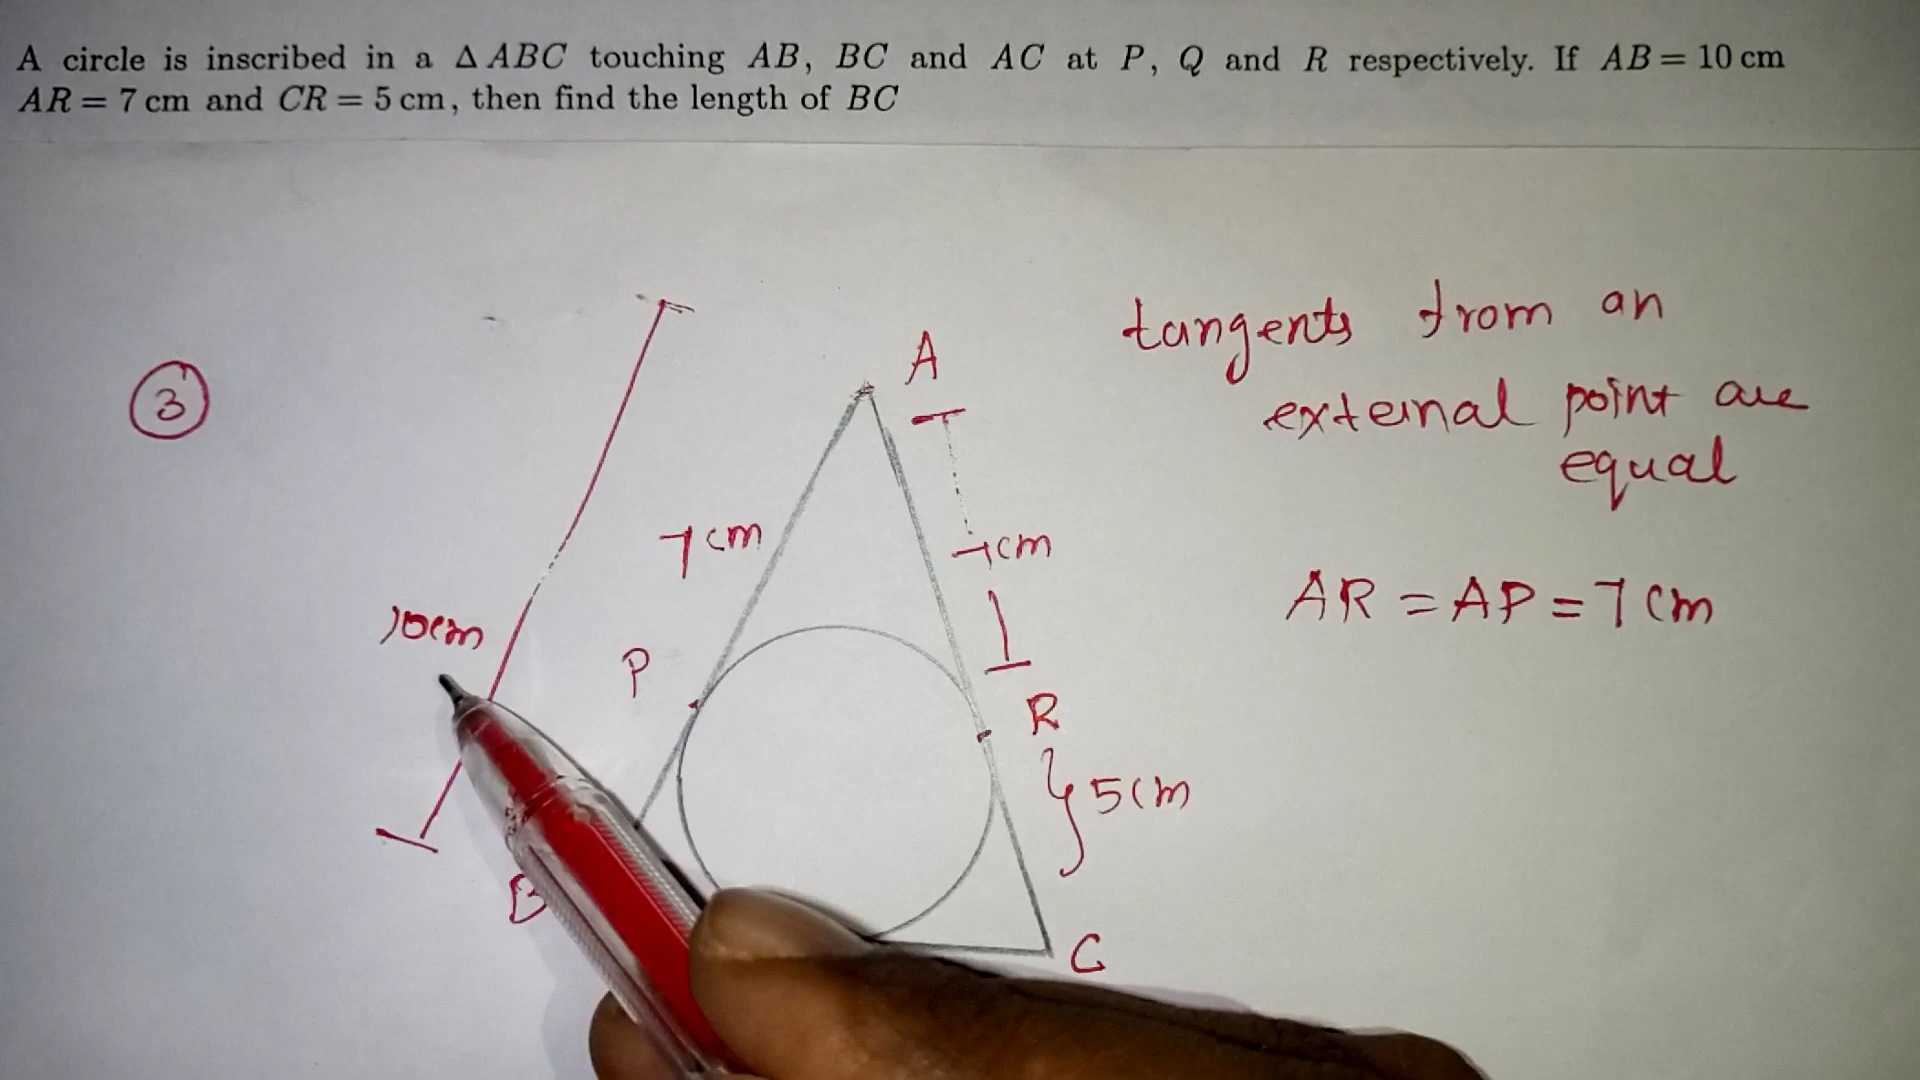 A circle is inscribed in a Δ ABC touching AB, BC and AC at P, Q and R respectively. If AB = 10 cm
AR = 7 cm and CR = 5 cm, then find the length of BC
3
A
tangents from an
external point are
equal
7cm
7cm
10cm
AR = AP = 7cm
P
R
5cm
B
C